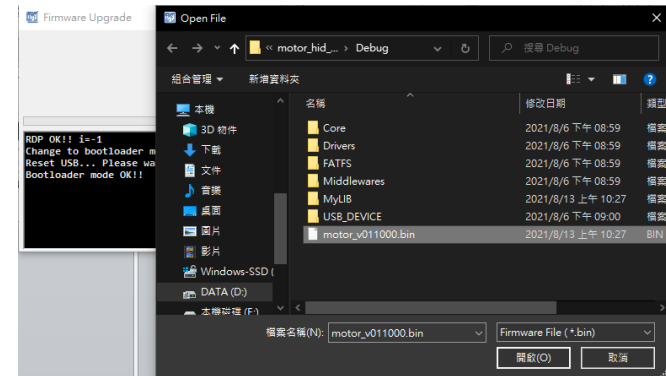 Firmware Upgrade
RDP OK!! i=-1
Change to bootloader m
Reset USB... Please wa
Bootloader mode OK!!
Open File
« motor_hid_... › Debug
搜尋 Debug
組合管理
新增資料夾
本機
3D 物件
下載
文件
音樂
桌面
圖片
影片
Windows-SSD (
DATA (D:)
本機磁碟 (E:)
名稱 修改日期 類型
Core 2021/8/6 下午 08:59 檔案
Drivers 2021/8/6 下午 08:59 檔案
FATFS 2021/8/6 下午 08:59 檔案
Middlewares 2021/8/6 下午 08:59 檔案
MyLIB 2021/8/13 上午 10:27 檔案
USB_DEVICE 2021/8/6 下午 09:00 檔案
motor_v011000.bin 2021/8/13 上午 10:27 BIN
檔案名稱(N): motor_v011000.bin Firmware File (*.bin)
開啟(O) 取消